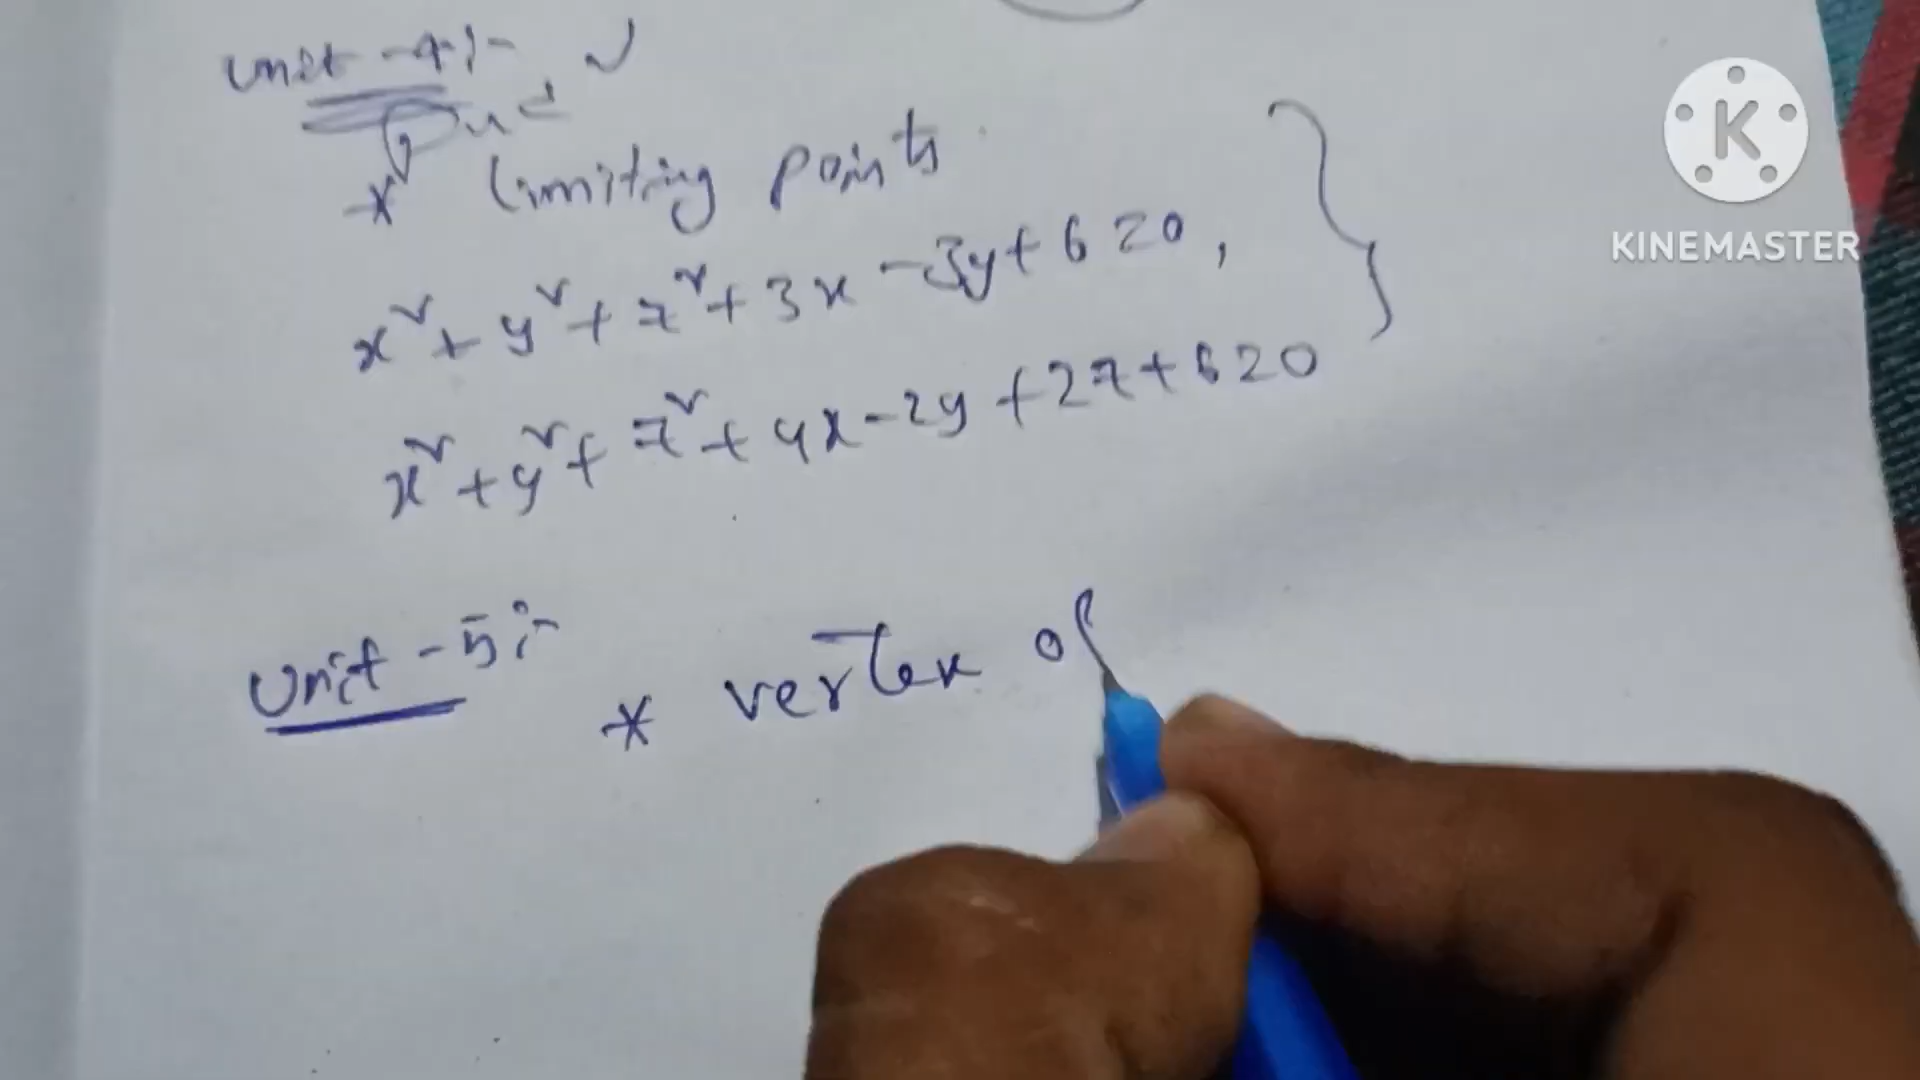 Unit-4:-
Find
* limiting points
x² + y² + z² + 3x - 3y + 6 = 0,
x² + y² + z² + 4x - 2y + 2z + 6 = 0
Unit-5:-
* vertex of
K
KINEMASTER